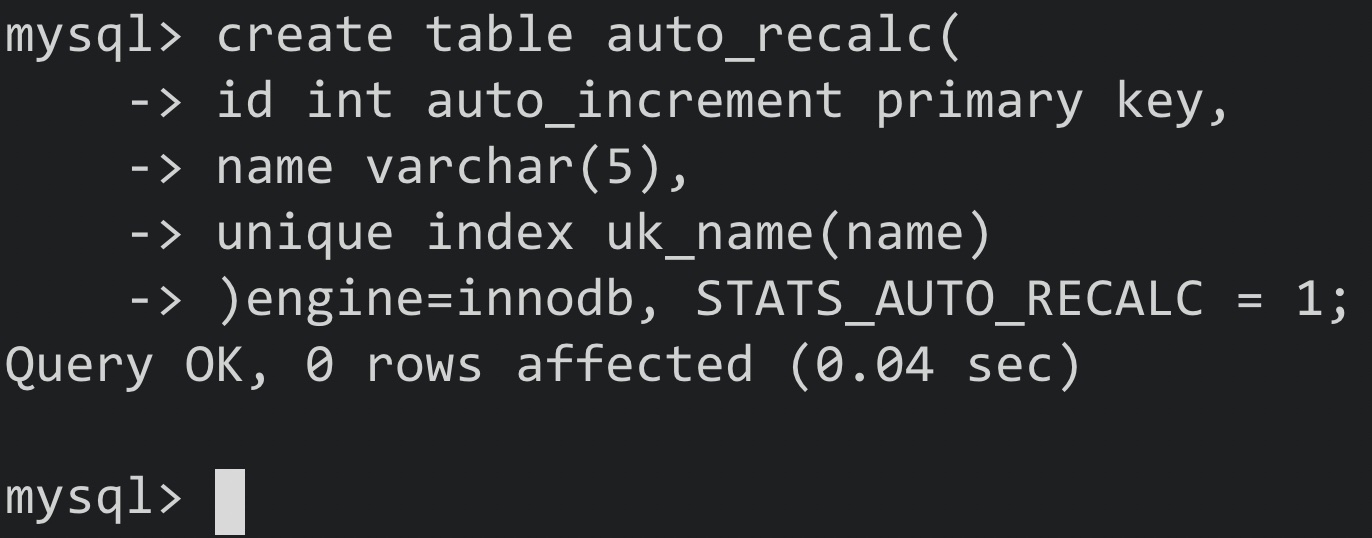 mysql> create table auto_recalc(
    -> id int auto_increment primary key,
    -> name varchar(5),
    -> unique index uk_name(name)
    -> )engine=innodb, STATS_AUTO_RECALC = 1;
Query OK, 0 rows affected (0.04 sec)
mysql>